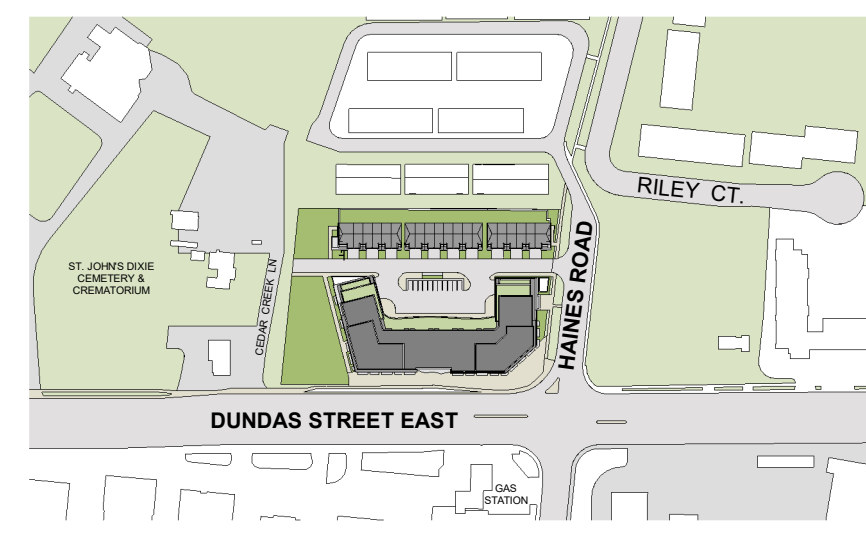 RILEY CT.
HAINES ROAD
ST. JOHN'S DIXIE
CEMETERY &
CREMATORIUM
CEDAR CREEK LN
DUNDAS STREET EAST
GAS
STATION